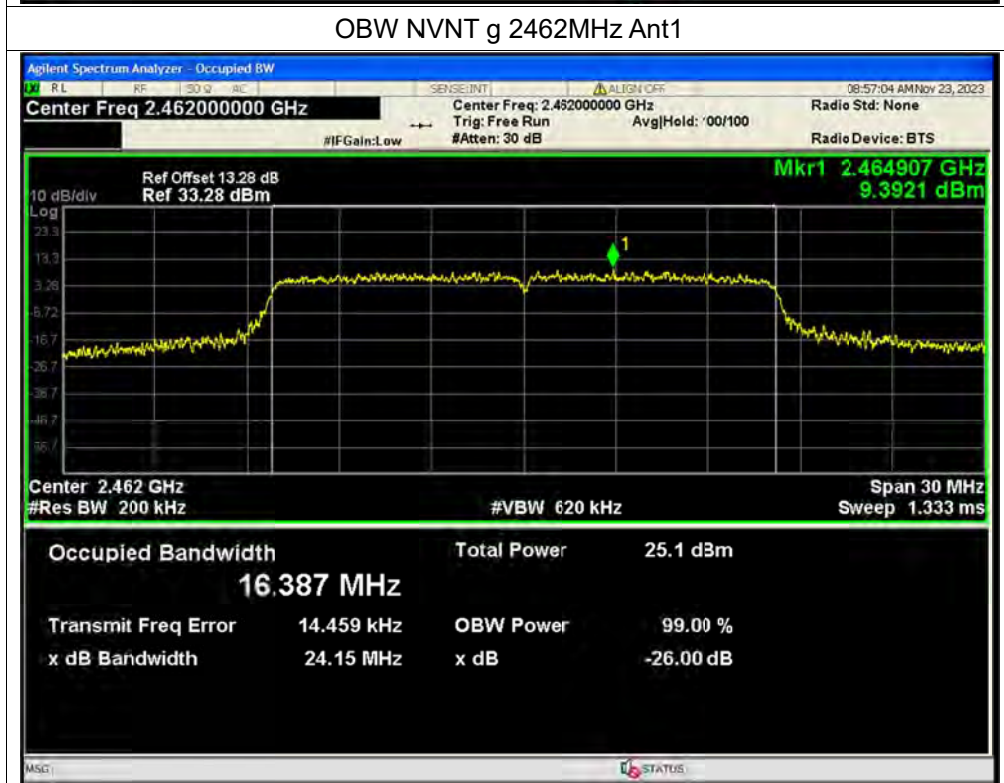 OBW NVNT g 2462MHz Ant1
Agilent Spectrum Analyzer - Occupied BW
RL RF 50 Ω AC SENSE:INT ALIGN OFF 08:57:04 AM Nov 23, 2023
Center Freq 2.462000000 GHz Center Freq: 2.462000000 GHz Radio Std: None
Trig: Free Run Avg|Hold: 100/100
#IFGain:Low #Atten: 30 dB Radio Device: BTS
Mkr1 2.464907 GHz
9.3921 dBm
Ref Offset 13.28 dB
10 dB/div Ref 33.28 dBm
Log
23.3
1
13.3
3.28
-6.72
-16.7
-26.7
-36.7
-46.7
-56.7
Center 2.462 GHz Span 30 MHz
#Res BW 200 kHz #VBW 620 kHz Sweep 1.333 ms
Occupied Bandwidth Total Power 25.1 dBm
16.387 MHz
Transmit Freq Error 14.459 kHz OBW Power 99.00 %
x dB Bandwidth 24.15 MHz x dB -26.00 dB
MSG STATUS